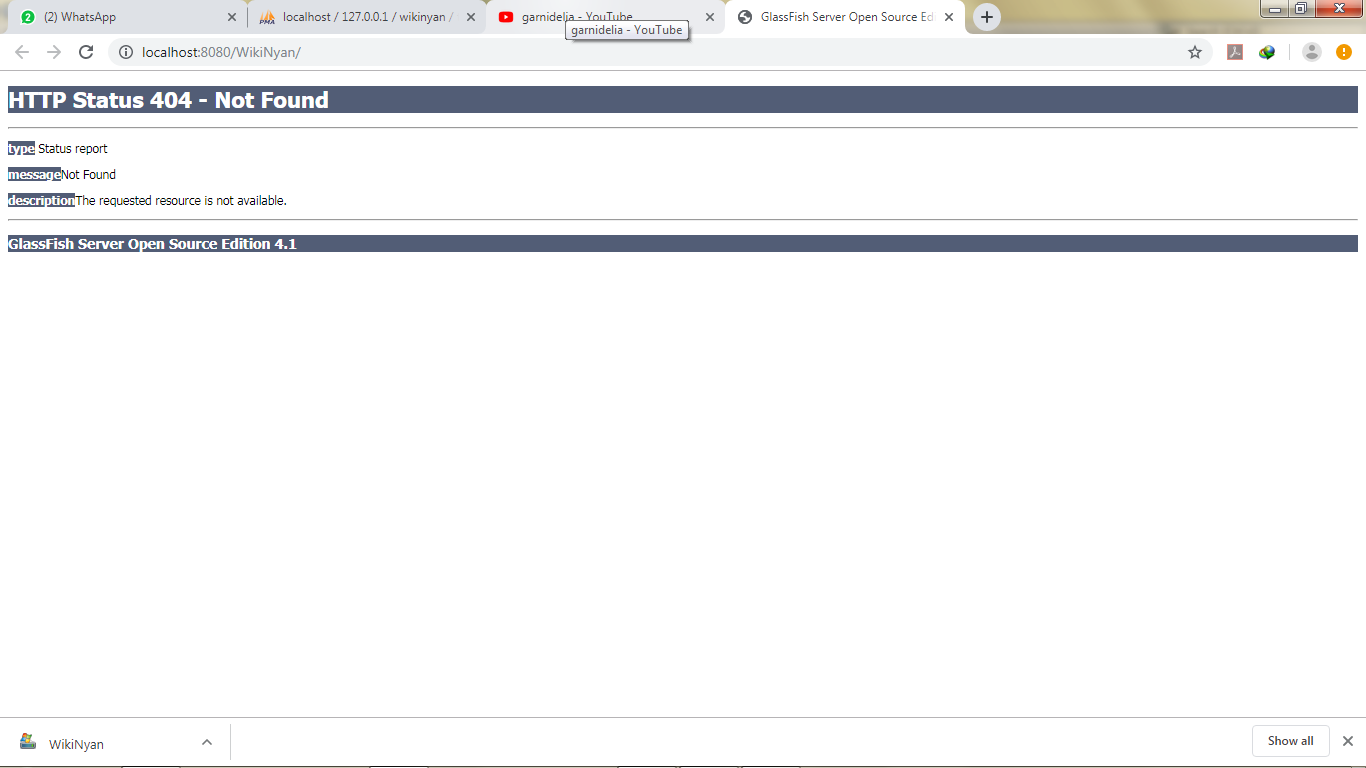 (2) WhatsApp
localhost / 127.0.0.1 / wikinyan /
garnidelia - YouTube
GlassFish Server Open Source Ed
garnidelia - YouTube
localhost:8080/WikiNyan/
HTTP Status 404 - Not Found
type Status report
messageNot Found
descriptionThe requested resource is not available.
GlassFish Server Open Source Edition 4.1
WikiNyan
Show all